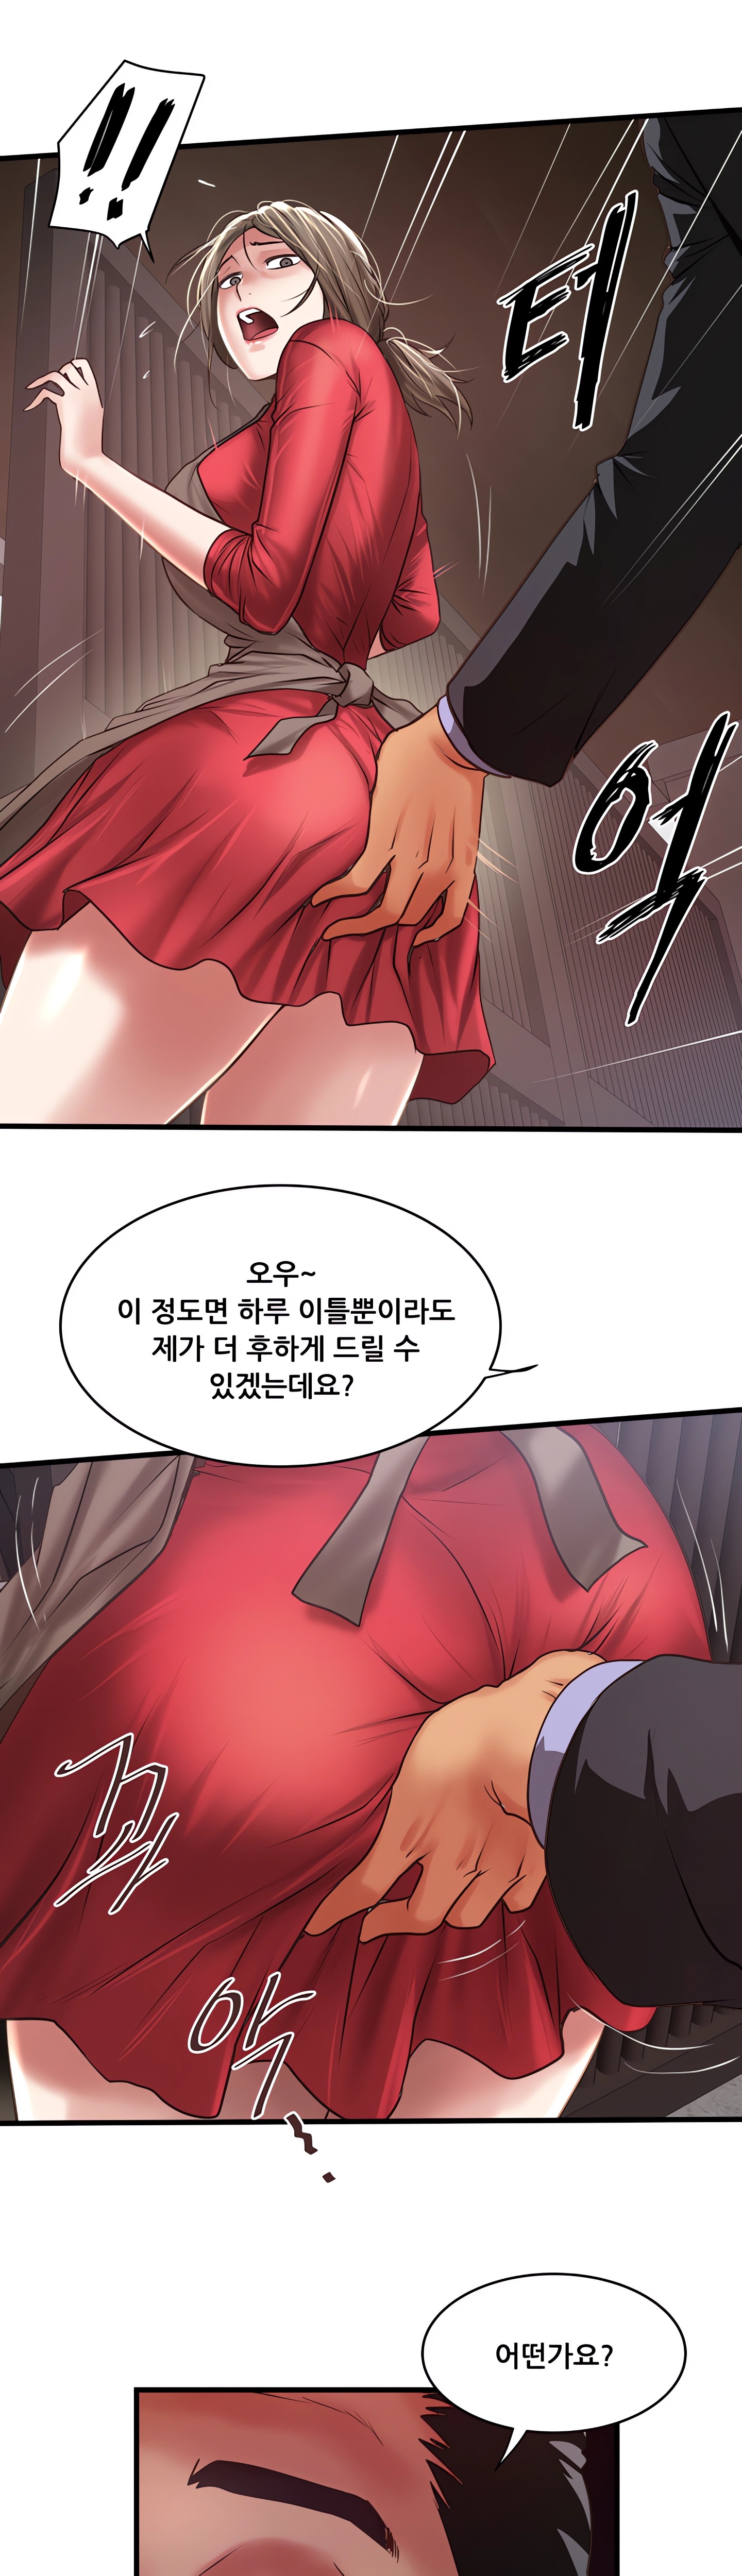 !!
터
억
오우~
이 정도면 하루 이틀뿐이라도
제가 더 후하게 드릴 수
있겠는데요?
꽈
악
어떤가요?